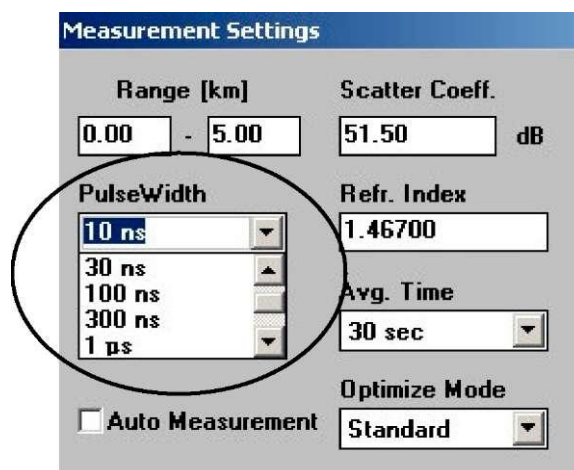 Measurement Settings
Range [km]
0.00 - 5.00
Scatter Coeff.
51.50 dB
PulseWidth
10 ns
30 ns
100 ns
300 ns
1 µs
Refr. Index
1.46700
Avg. Time
30 sec
Auto Measurement
Optimize Mode
Standard